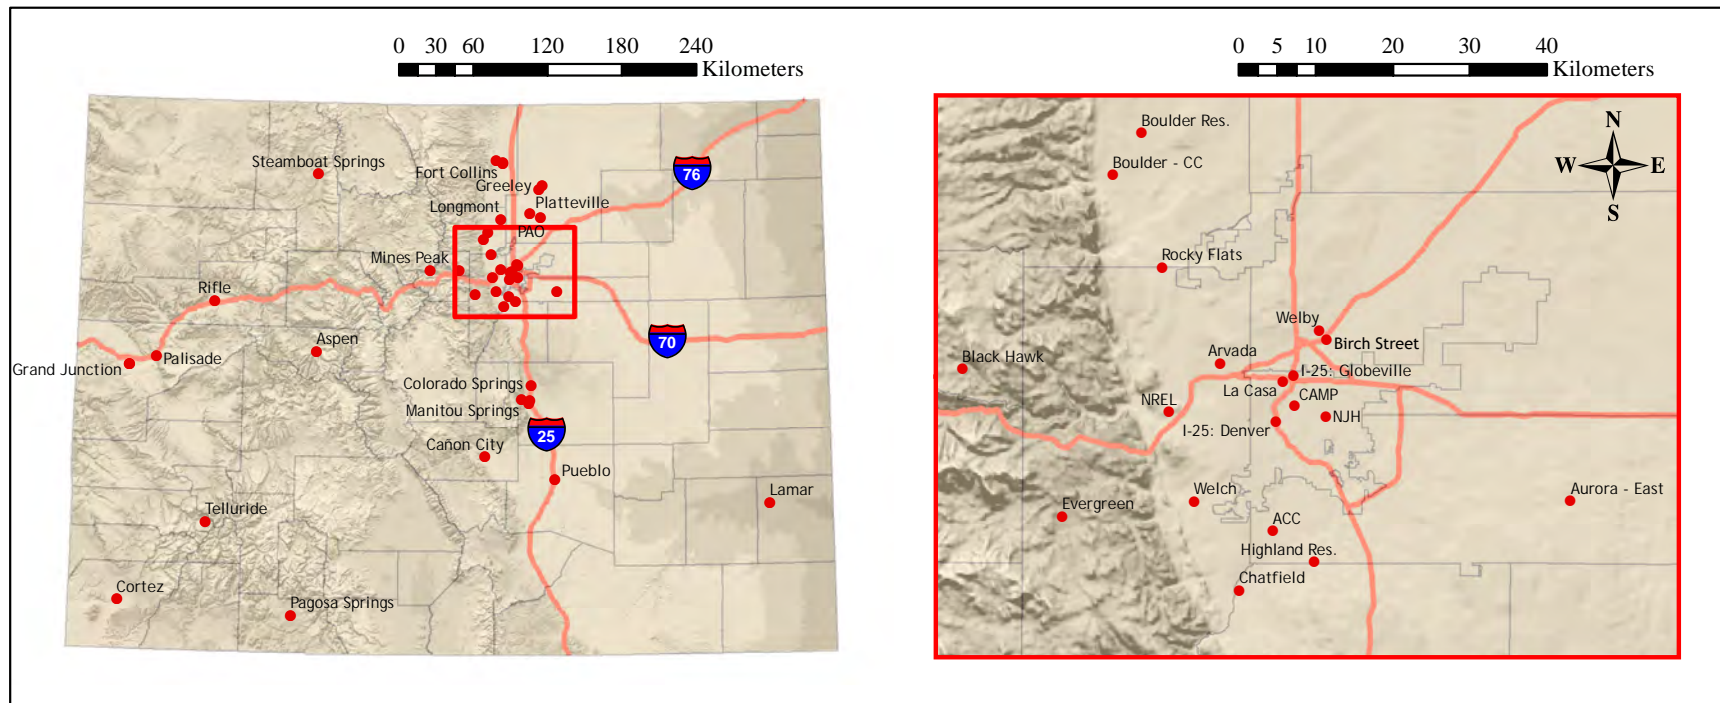 0 30 60 120 180 240
Kilometers
0 5 10 20 30 40
Kilometers
Steamboat Springs
Fort Collins
Greeley
Platteville
Longmont
PAO
Mines Peak
Rifle
Aspen
Palisade
Grand Junction
Colorado Springs
Manitou Springs
Cañon City
Pueblo
Lamar
Telluride
Cortez
Pagosa Springs
76
70
25
N
W E
S
Boulder Res.
Boulder - CC
Rocky Flats
Welby
Birch Street
Arvada
Black Hawk
I-25: Globeville
La Casa
CAMP
NREL
NJH
I-25: Denver
Welch
Evergreen
Aurora - East
ACC
Highland Res.
Chatfield